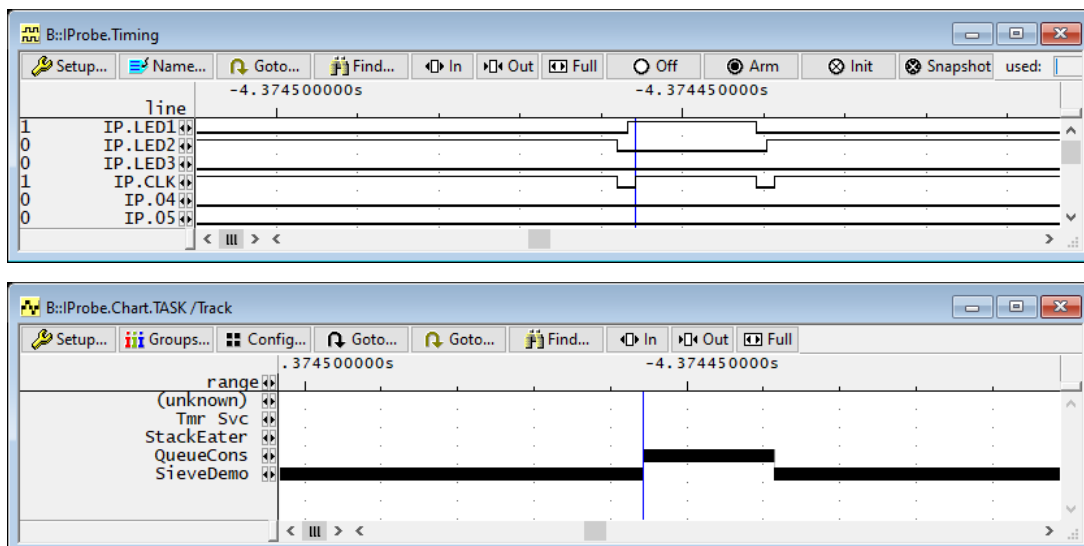 B::IProbe.Timing
Setup... Name... Goto... Find... In Out Full Off Arm Init Snapshot used:
-4.374500000s -4.374450000s
line
1 IP.LED1
0 IP.LED2
0 IP.LED3
1 IP.CLK
0 IP.O4
0 IP.O5
B::IProbe.Chart.TASK /Track
Setup... Groups... Config... Goto... Goto... Find... In Out Full
.374500000s -4.374450000s
range
(unknown)
Tmr Svc
StackEater
QueueCons
SieveDemo